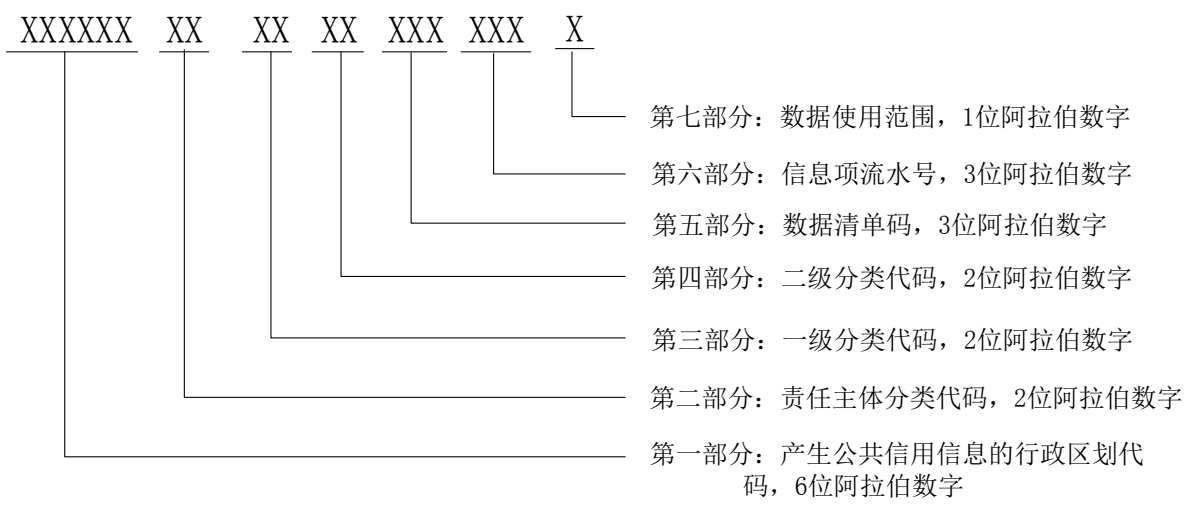 XXXXXX XX XX XX XXX XXX X
第七部分：数据使用范围，1位阿拉伯数字
第六部分：信息项流水号，3位阿拉伯数字
第五部分：数据清单码，3位阿拉伯数字
第四部分：二级分类代码，2位阿拉伯数字
第三部分：一级分类代码，2位阿拉伯数字
第二部分：责任主体分类代码，2位阿拉伯数字
第一部分：产生公共信用信息的行政区划代
码，6位阿拉伯数字